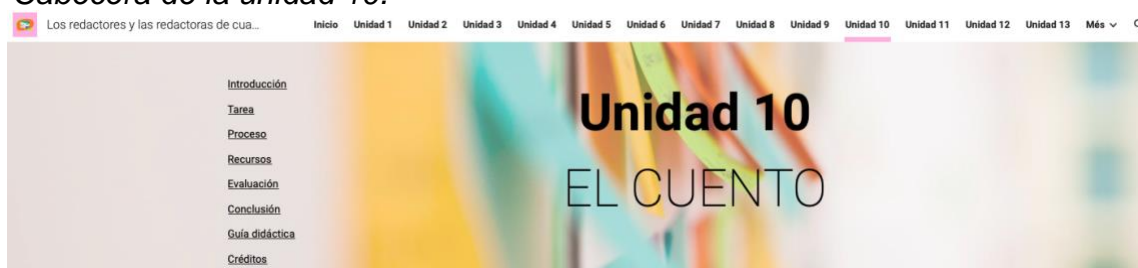 Cabecera de la unidad 10.
Los redactores y las redactoras de cua... Inicio Unidad 1 Unidad 2 Unidad 3 Unidad 4 Unidad 5 Unidad 6 Unidad 7 Unidad 8 Unidad 9 Unidad 10 Unidad 11 Unidad 12 Unidad 13 Més
Introducción
Tarea
Proceso
Recursos
Evaluación
Conclusión
Guía didáctica
Créditos
Unidad 10
EL CUENTO